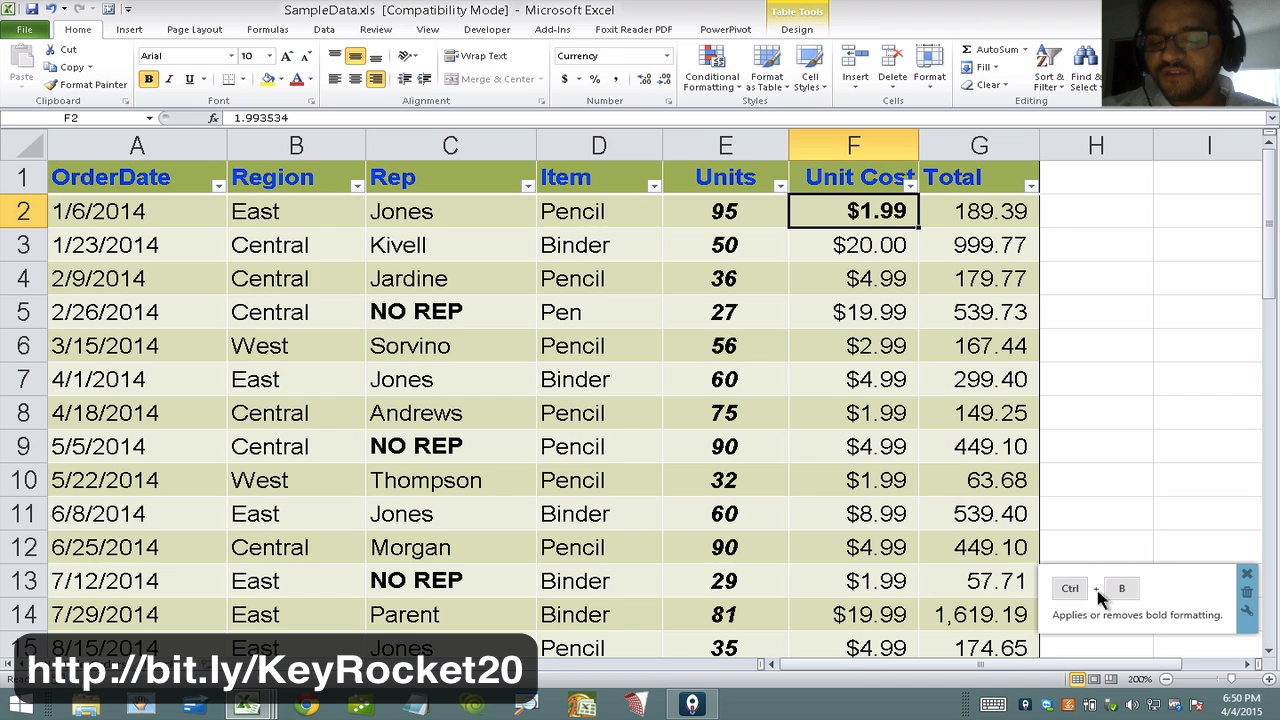 SampleData.xls [Compatibility Mode] - Microsoft Excel
Table Tools
File Home Insert Page Layout Formulas Data Review View Developer Add-Ins Foxit Reader PDF PowerPivot Design
Paste
Cut
Copy
Format Painter
Clipboard
Arial 10
B I U A
Font
Wrap Text
Merge & Center
Alignment
Currency
$ % ,
Number
Conditional Formatting
Format as Table
Cell Styles
Styles
Insert Delete Format
Cells
AutoSum
Fill
Clear
Sort & Filter
Find & Select
Editing
F2 fx 1.993534
A B C D E F G H I
1 OrderDate Region Rep Item Units Unit Cost Total
2 1/6/2014 East Jones Pencil 95 $1.99 189.39
3 1/23/2014 Central Kivell Binder 50 $20.00 999.77
4 2/9/2014 Central Jardine Pencil 36 $4.99 179.77
5 2/26/2014 Central NO REP Pen 27 $19.99 539.73
6 3/15/2014 West Sorvino Pencil 56 $2.99 167.44
7 4/1/2014 East Jones Binder 60 $4.99 299.40
8 4/18/2014 Central Andrews Pencil 75 $1.99 149.25
9 5/5/2014 Central NO REP Pencil 90 $4.99 449.10
10 5/22/2014 West Thompson Pencil 32 $1.99 63.68
11 6/8/2014 East Jones Binder 60 $8.99 539.40
12 6/25/2014 Central Morgan Pencil 90 $4.99 449.10
13 7/12/2014 East NO REP Binder 29 $1.99 57.71
14 7/29/2014 East Parent Binder 81 $19.99 1,619.19
15 8/15/2014 East Jones Pencil 35 $4.99 174.65
Ctrl + B
Applies or removes bold formatting.
http://bit.ly/KeyRocket20
200%
6:50 PM
4/4/2015